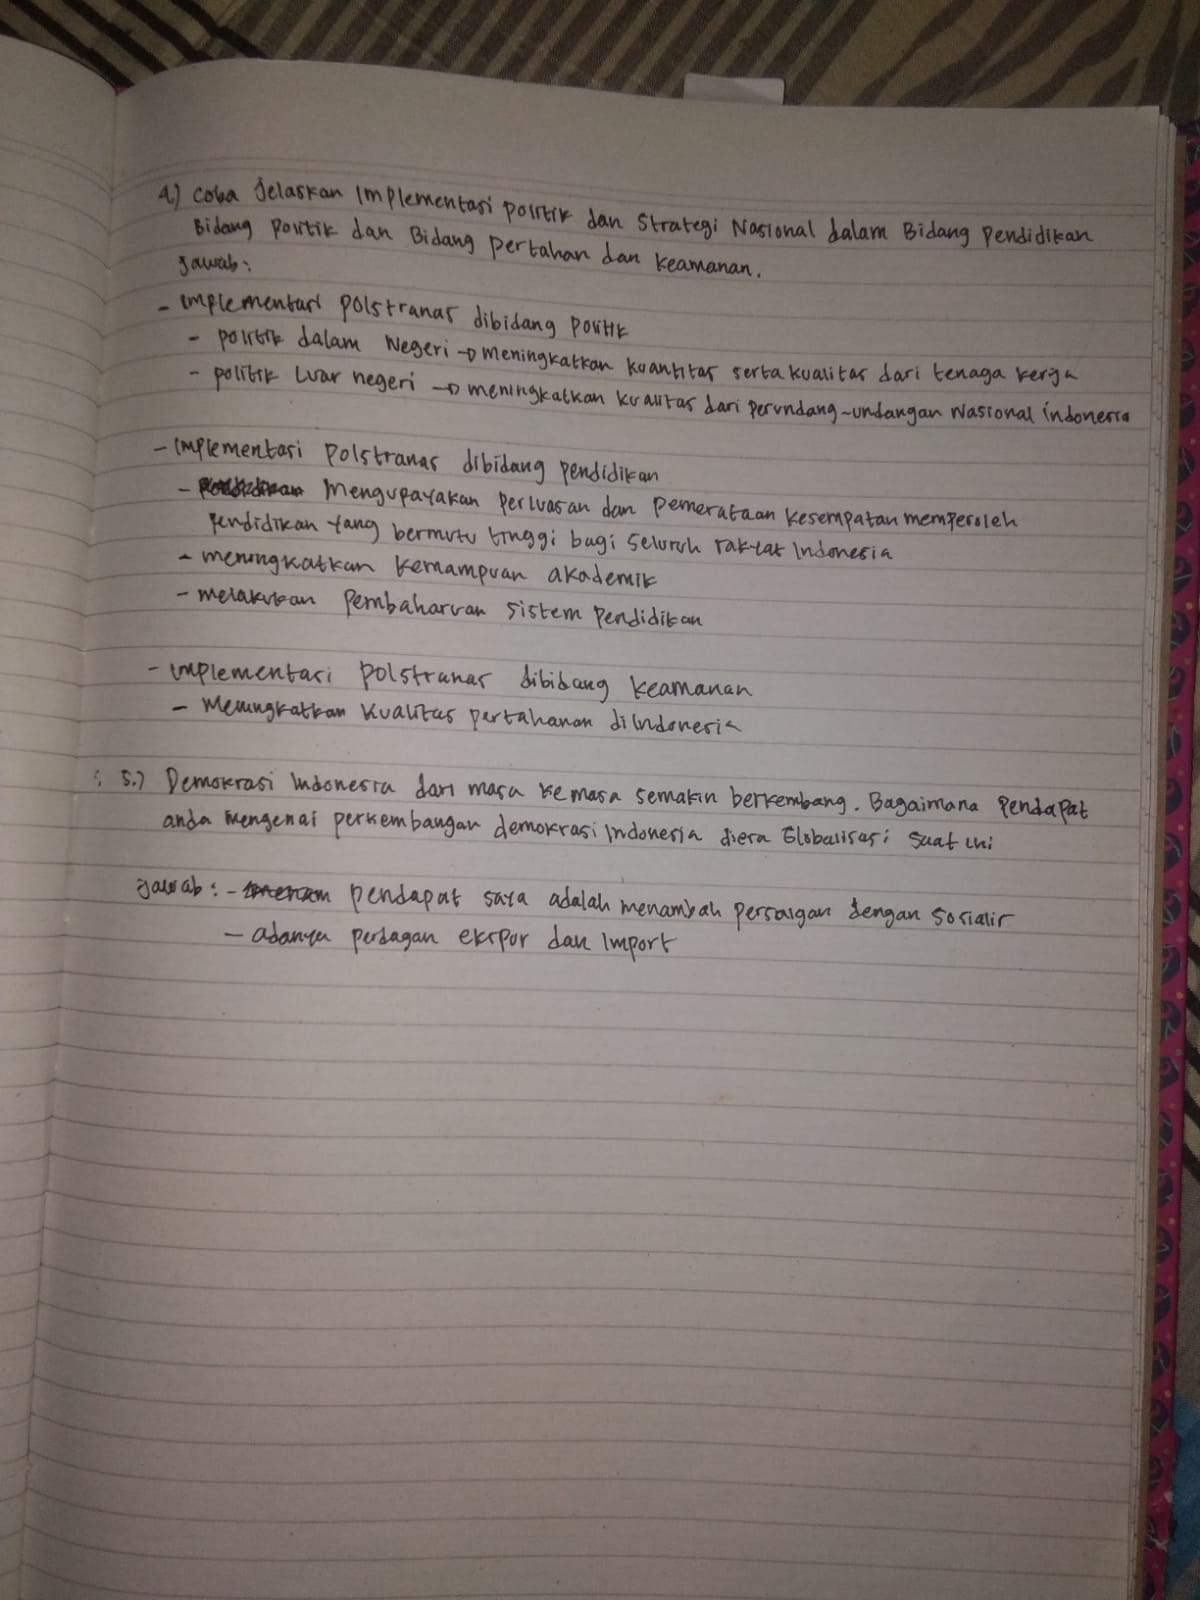 4) Coba Jelaskan Implementasi politik dan Strategi Nasional dalam Bidang Pendidikan
Bidang politik dan Bidang pertahan dan keamanan.
Jawab:
- Implementasi polstranas dibidang politik
- politik dalam Negeri → meningkatkan kuantitas serta kualitas dari tenaga kerja
- politik Luar negeri → meningkatkan kualitas dari perundang-undangan Nasional indonesia
- Implementasi polstranas dibidang pendidikan
- Mengupayakan perluasan dan pemerataan kesempatan memperoleh
pendidikan yang bermutu tinggi bagi seluruh rakyat Indonesia
- meningkatkan kemampuan akademik
- melakukan pembaharuan sistem pendidikan
- implementasi polstranas dibidang keamanan
- Meningkatkan kualitas pertahanan diindonesia
5.) Demokrasi Indonesia dari masa ke masa semakin berkembang. Bagaimana pendapat
anda mengenai perkembangan demokrasi Indonesia diera Globalisasi saat ini
Jawab: - pendapat saya adalah menambah persaigan dengan sosialis
- adanya perdagan ekspor dan Import